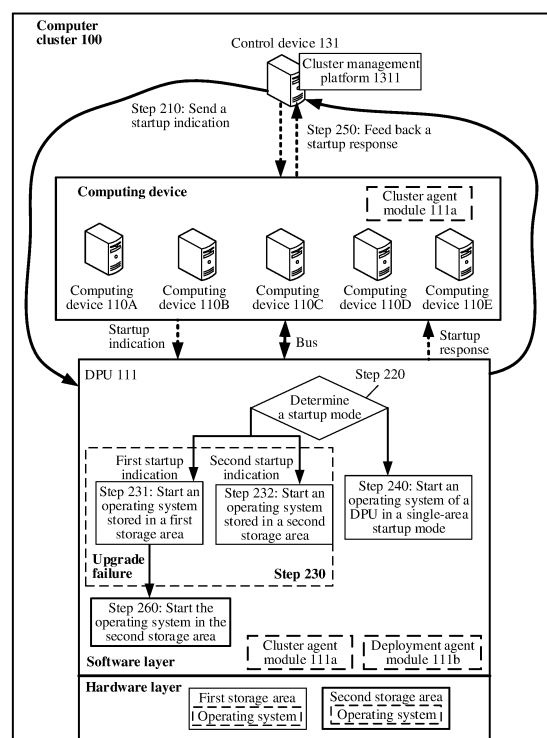 Computer
cluster 100
Control device 131
Cluster management
platform 1311
Step 210: Send a
startup indication
Step 250: Feed back a
startup response
Computing device
Cluster agent
module 111a
Computing
device 110A
Computing
device 110B
Computing
device 110C
Computing
device 110D
Computing
device 110E
Startup
indication
Bus
Startup
response
DPU 111
Step 220
Determine
a startup mode
First startup
indication
Second startup
indication
Step 231: Start an
operating system
stored in a first
storage area
Step 232: Start an
operating system
stored in a second
storage area
Step 240: Start an
operating system of a
DPU in a single-area
startup mode
Upgrade
failure
Step 230
Step 260: Start the
operating system in the
second storage area
Software layer
Cluster agent
module 111a
Deployment agent
module 111b
Hardware layer
First storage area
Operating system
Second storage area
Operating system